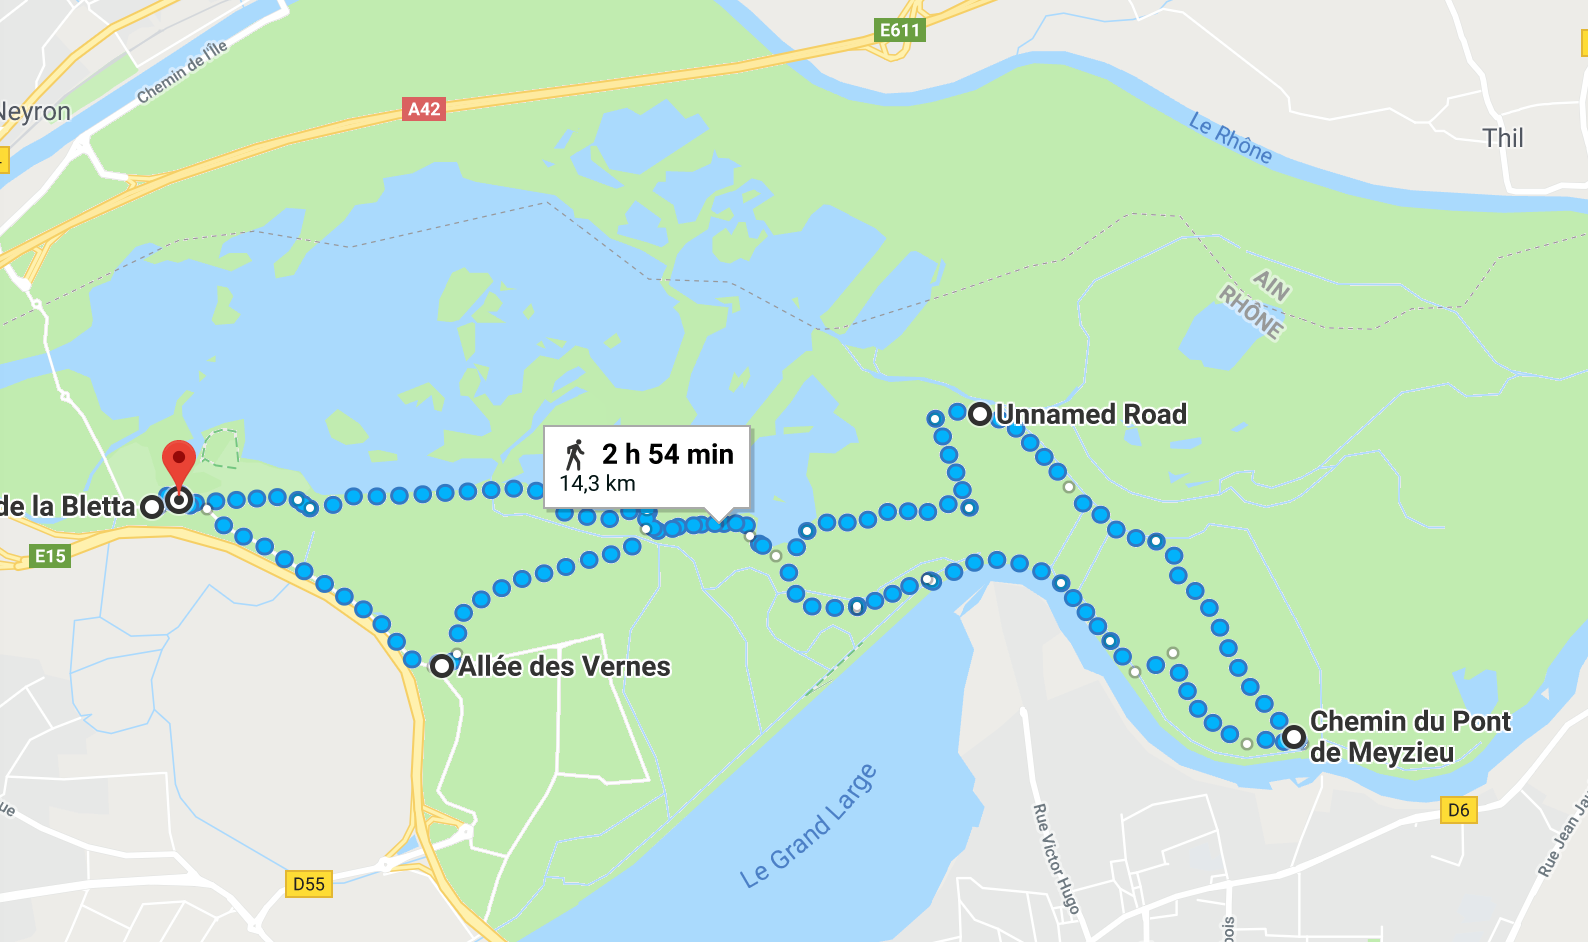 E611
Chemin de l'Île
A42
Neyron
Le Rhône
Thil
AIN
RHÔNE
Unnamed Road
2 h 54 min
14,3 km
de la Bletta
E15
Allée des Vernes
Chemin du Pont
de Meyzieu
Le Grand Large
D6
Rue Victor Hugo
Rue Jean Jau
D55
ue
bois